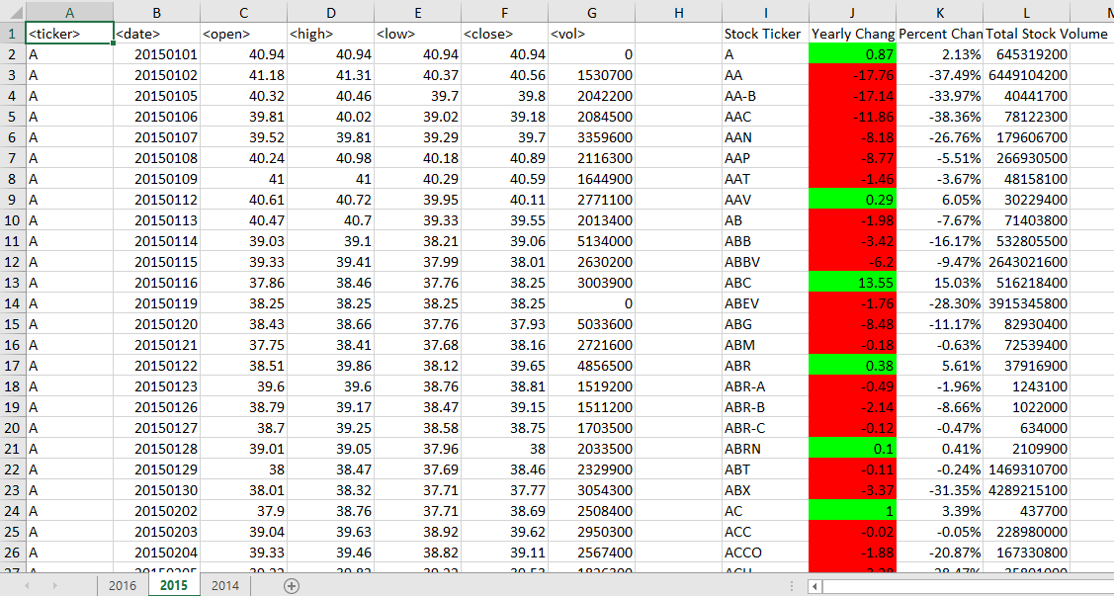 A B C D E F G H I J K L
1 <ticker> <date> <open> <high> <low> <close> <vol> Stock Ticker Yearly Chang Percent Chan Total Stock Volume
2 A 20150101 40.94 40.94 40.94 40.94 0 A 0.87 2.13% 645319200
3 A 20150102 41.18 41.31 40.37 40.56 1530700 AA -17.76 -37.49% 6449104200
4 A 20150105 40.32 40.46 39.7 39.8 2042200 AA-B -17.14 -33.97% 40441700
5 A 20150106 39.81 40.02 39.02 39.18 2084500 AAC -11.86 -38.36% 78122300
6 A 20150107 39.52 39.81 39.29 39.7 3359600 AAN -8.18 -26.76% 179606700
7 A 20150108 40.24 40.98 40.18 40.89 2116300 AAP -8.77 -5.51% 266930500
8 A 20150109 41 41 40.29 40.59 1644900 AAT -1.46 -3.67% 48158100
9 A 20150112 40.61 40.72 39.95 40.11 2771100 AAV 0.29 6.05% 30229400
10 A 20150113 40.47 40.7 39.33 39.55 2013400 AB -1.98 -7.67% 71403800
11 A 20150114 39.03 39.1 38.21 39.06 5134000 ABB -3.42 -16.17% 532805500
12 A 20150115 39.33 39.41 37.99 38.01 2630200 ABBV -6.2 -9.47% 2643021600
13 A 20150116 37.86 38.46 37.76 38.25 3003900 ABC 13.55 15.03% 516218400
14 A 20150119 38.25 38.25 38.25 38.25 0 ABEV -1.76 -28.30% 3915345800
15 A 20150120 38.43 38.66 37.76 37.93 5033600 ABG -8.48 -11.17% 82930400
16 A 20150121 37.75 38.41 37.68 38.16 2721600 ABM -0.18 -0.63% 72539400
17 A 20150122 38.51 39.86 38.12 39.65 4856500 ABR 0.38 5.61% 37916900
18 A 20150123 39.6 39.6 38.76 38.81 1519200 ABR-A -0.49 -1.96% 1243100
19 A 20150126 38.79 39.17 38.47 39.15 1511200 ABR-B -2.14 -8.66% 1022000
20 A 20150127 38.7 39.25 38.58 38.75 1703500 ABR-C -0.12 -0.47% 634000
21 A 20150128 39.01 39.05 37.96 38 2033500 ABRN 0.1 0.41% 2109900
22 A 20150129 38 38.47 37.69 38.46 2329900 ABT -0.11 -0.24% 1469310700
23 A 20150130 38.01 38.32 37.71 37.77 3054300 ABX -3.37 -31.35% 4289215100
24 A 20150202 37.9 38.76 37.71 38.69 2508400 AC 1 3.39% 437700
25 A 20150203 39.04 39.63 38.92 39.62 2950300 ACC -0.02 -0.05% 228980000
26 A 20150204 39.33 39.46 38.82 39.11 2567400 ACCO -1.88 -20.87% 167330800
2016 2015 2014